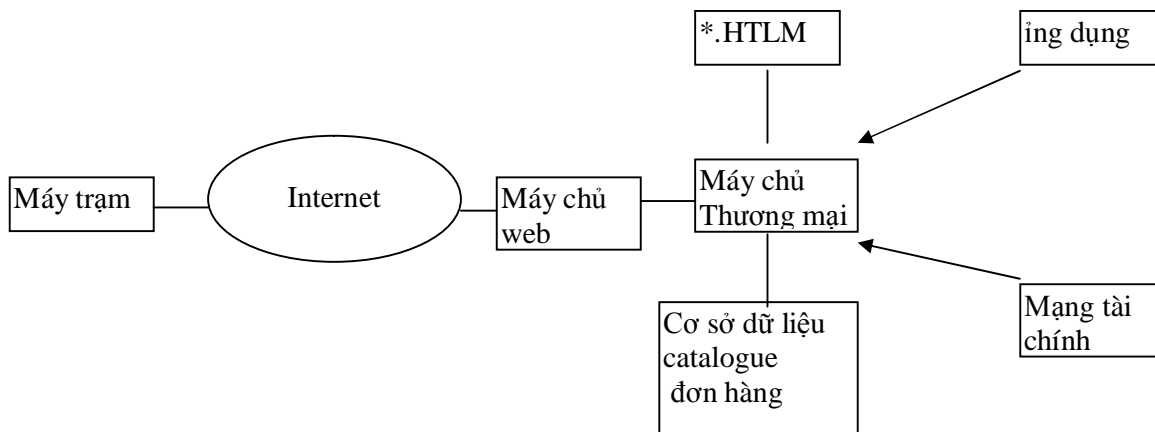 *.HTLM
ỉng dụng
Máy trạm
Internet
Máy chủ
web
Máy chủ
Thương mại
Cơ sở dữ liệu
catalogue
đơn hàng
Mạng tài
chính